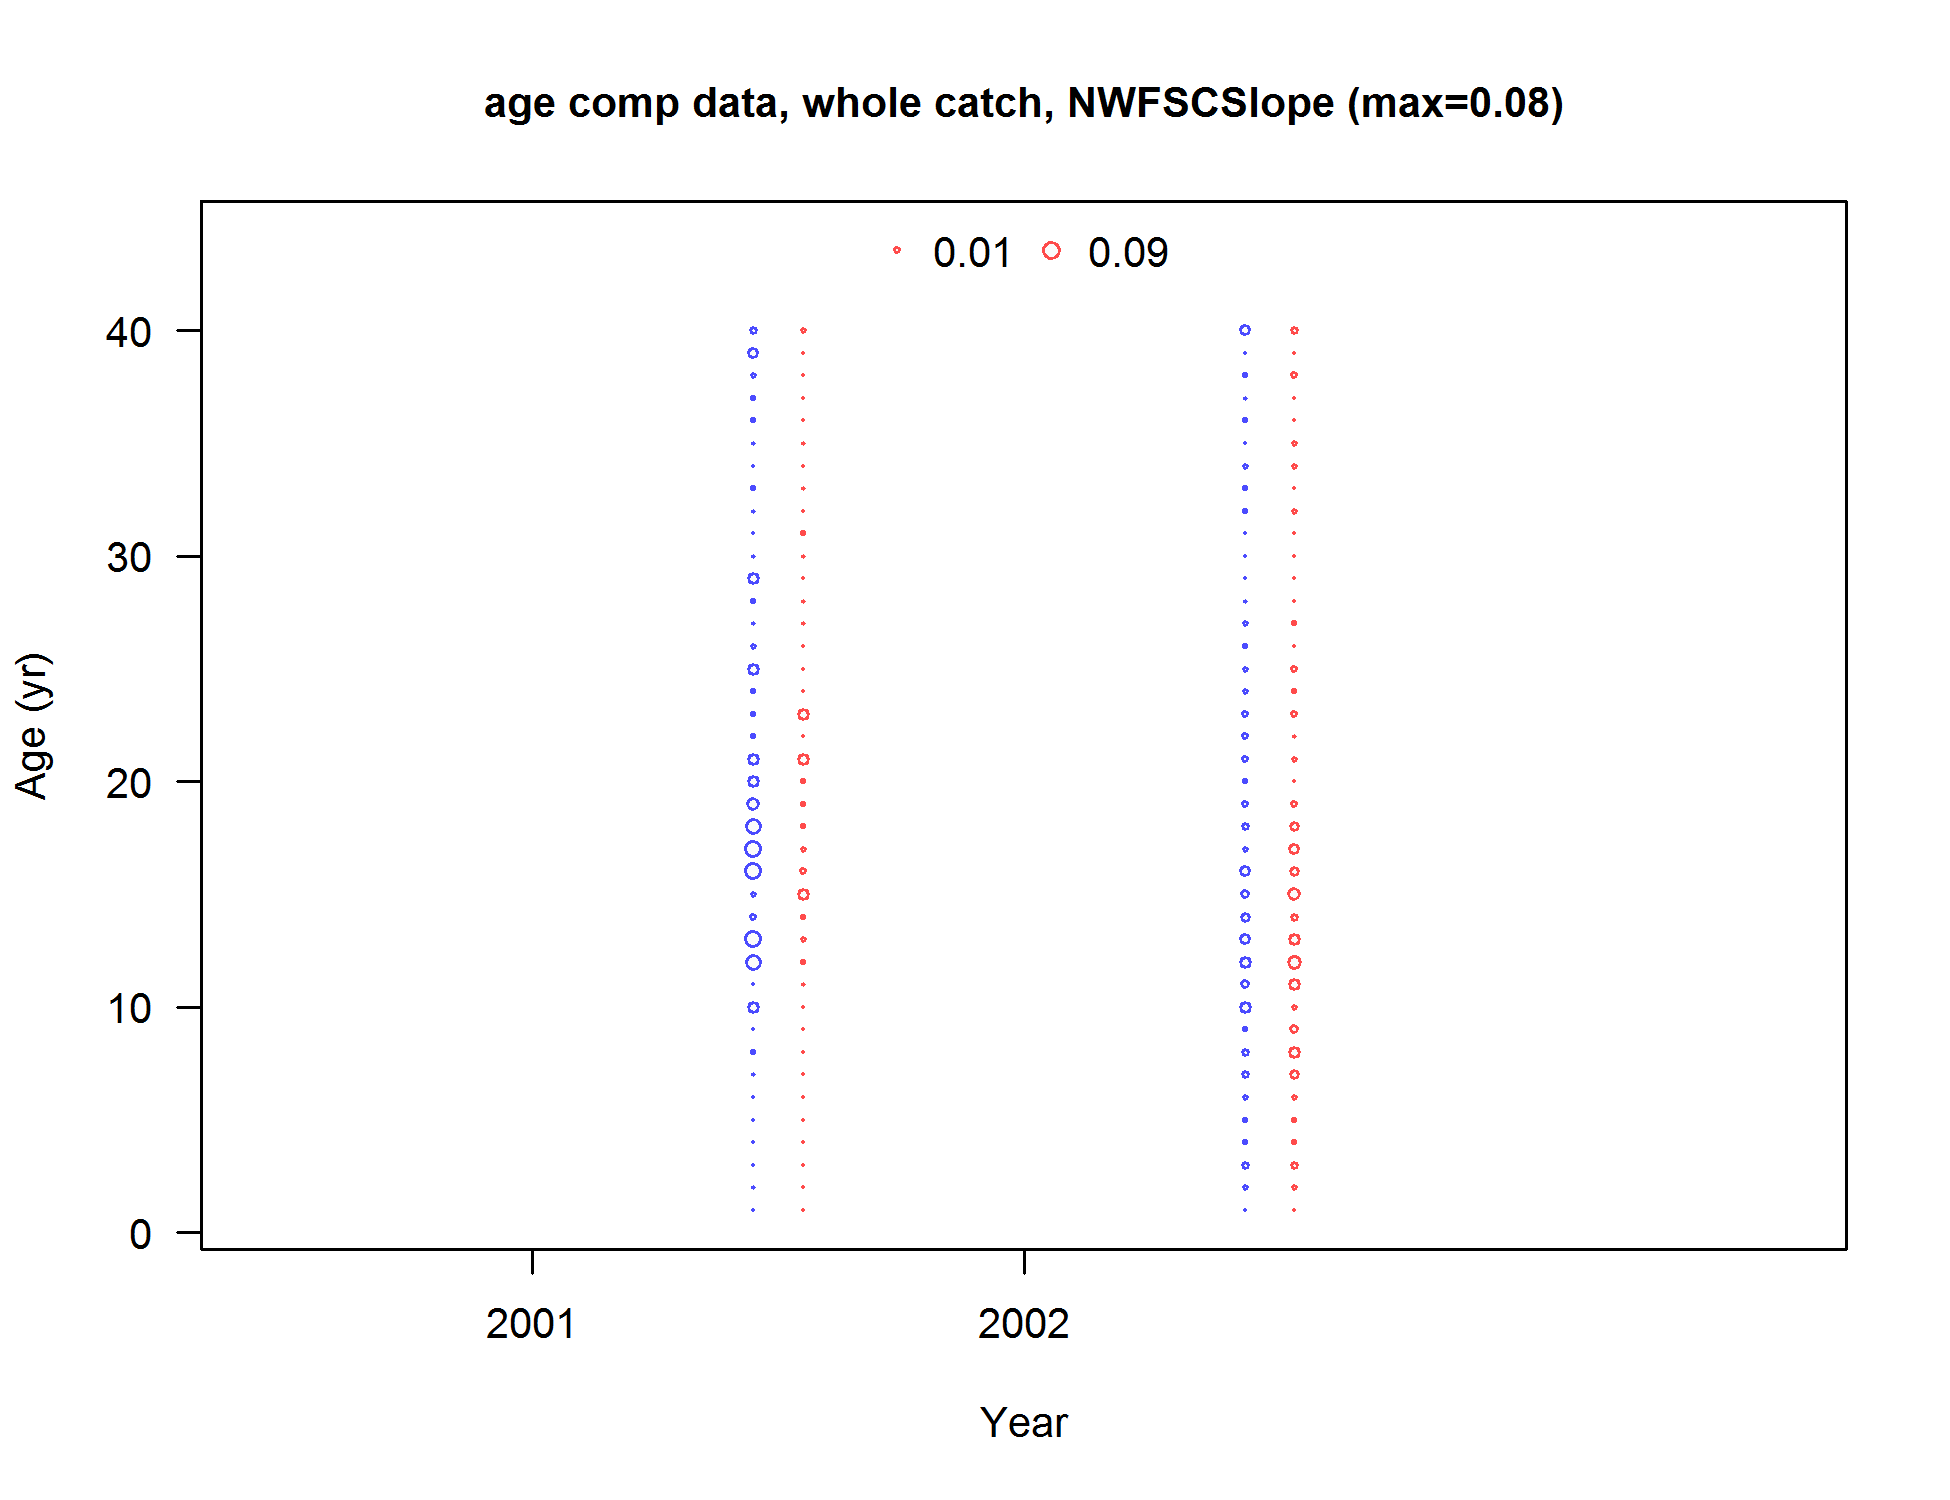 age comp data, whole catch, NWFSCSlope (max=0.08)
0.01 0.09
40
30
20
10
0
Age (yr)
2001 2002
Year